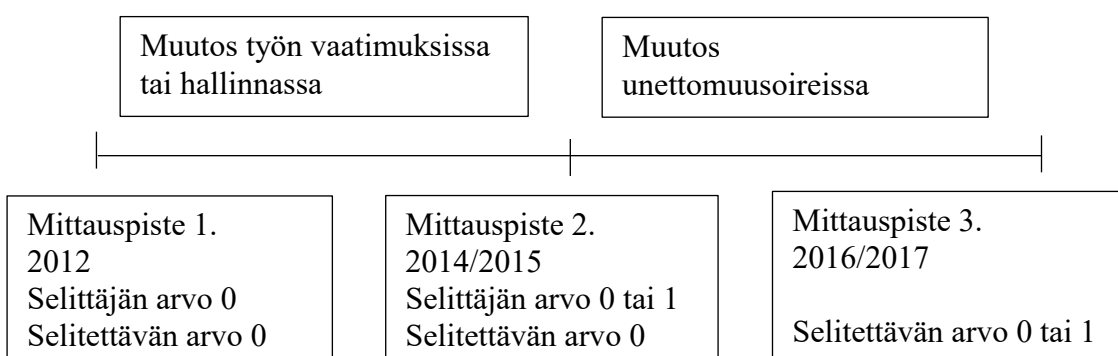 Muutos työn vaatimuksissa
tai hallinnassa
Muutos
unettomuusoireissa
Mittauspiste 1.
2012
Selittäjän arvo 0
Selitettävän arvo 0
Mittauspiste 2.
2014/2015
Selittäjän arvo 0 tai 1
Selitettävän arvo 0
Mittauspiste 3.
2016/2017
Selitettävän arvo 0 tai 1